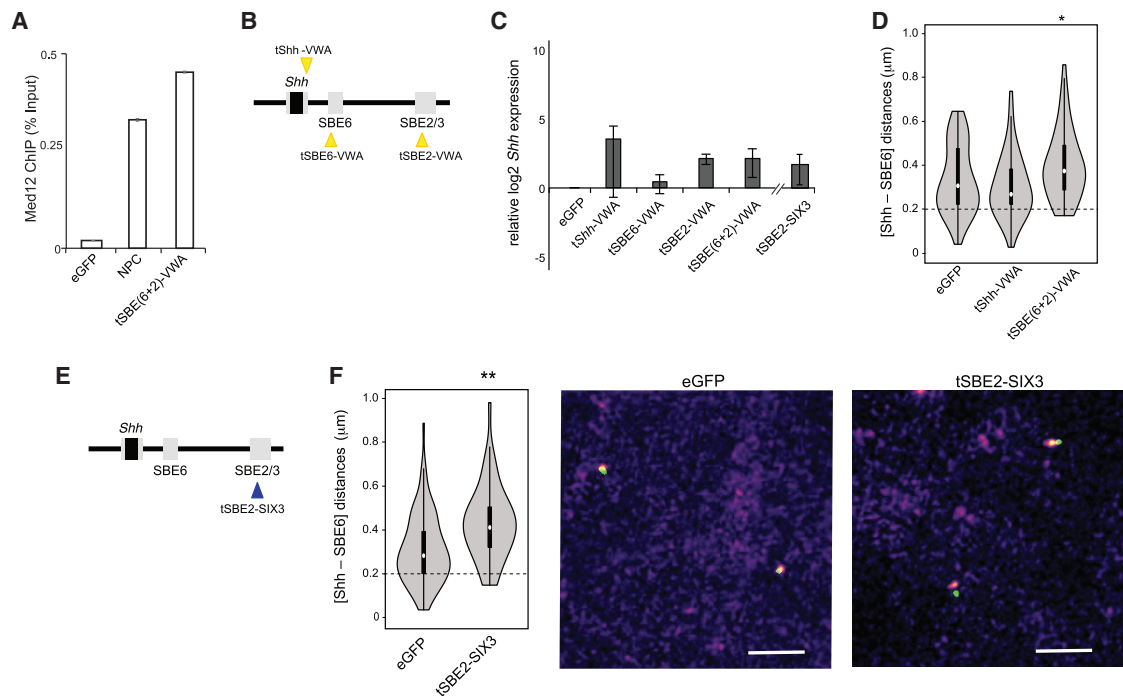 A
Med12 ChIP (% Input)
0.5
0.25
0
eGFP
NPC
tSBE(6+2)-VWA
B
tShh-VWA
Shh
SBE6
SBE2/3
tSBE6-VWA
tSBE2-VWA
C
relative log2 Shh expression
10
5
0
-5
eGFP
tShh-VWA
tSBE6-VWA
tSBE2-VWA
tSBE(6+2)-VWA
tSBE2-SIX3
D
*
[Shh – SBE6] distances (μm)
1.0
0.8
0.6
0.4
0.2
0
eGFP
tShh-VWA
tSBE(6+2)-VWA
E
Shh
SBE6
SBE2/3
tSBE2-SIX3
F
**
[Shh – SBE6] distances (μm)
1.0
0.8
0.6
0.4
0.2
0
eGFP
tSBE2-SIX3
eGFP
tSBE2-SIX3